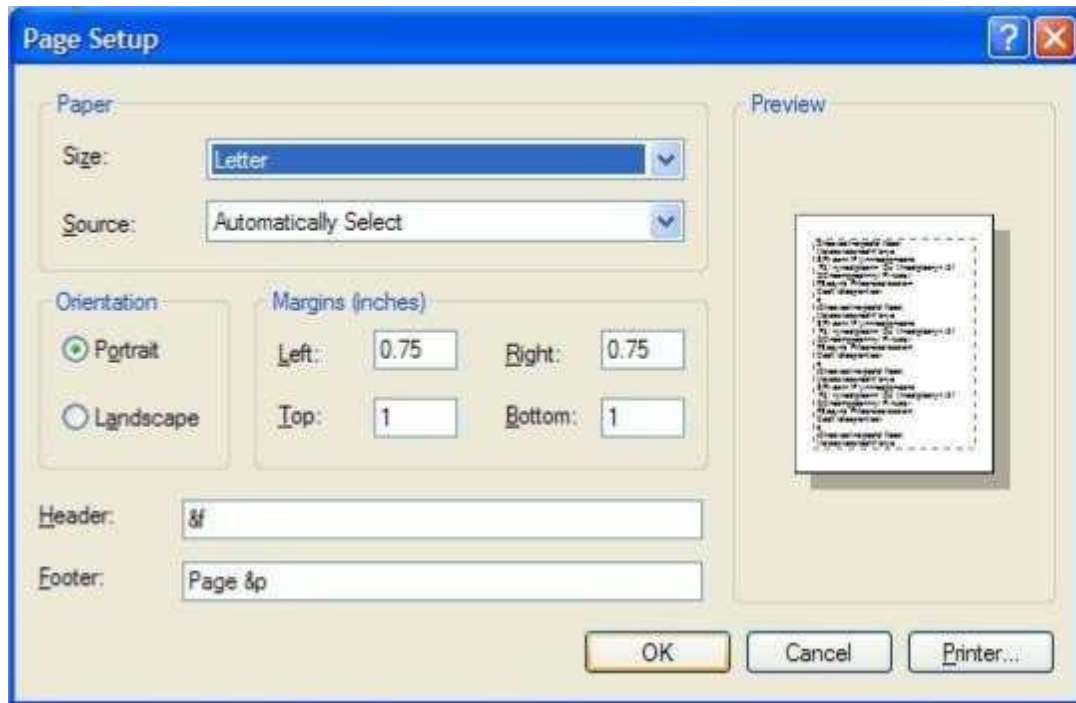 Page Setup
Paper
Size: Letter
Source: Automatically Select
Orientation
Portrait
Landscape
Margins (inches)
Left: 0.75 Right: 0.75
Top: 1 Bottom: 1
Header: &f
Footer: Page &p
Preview
OK Cancel Printer...